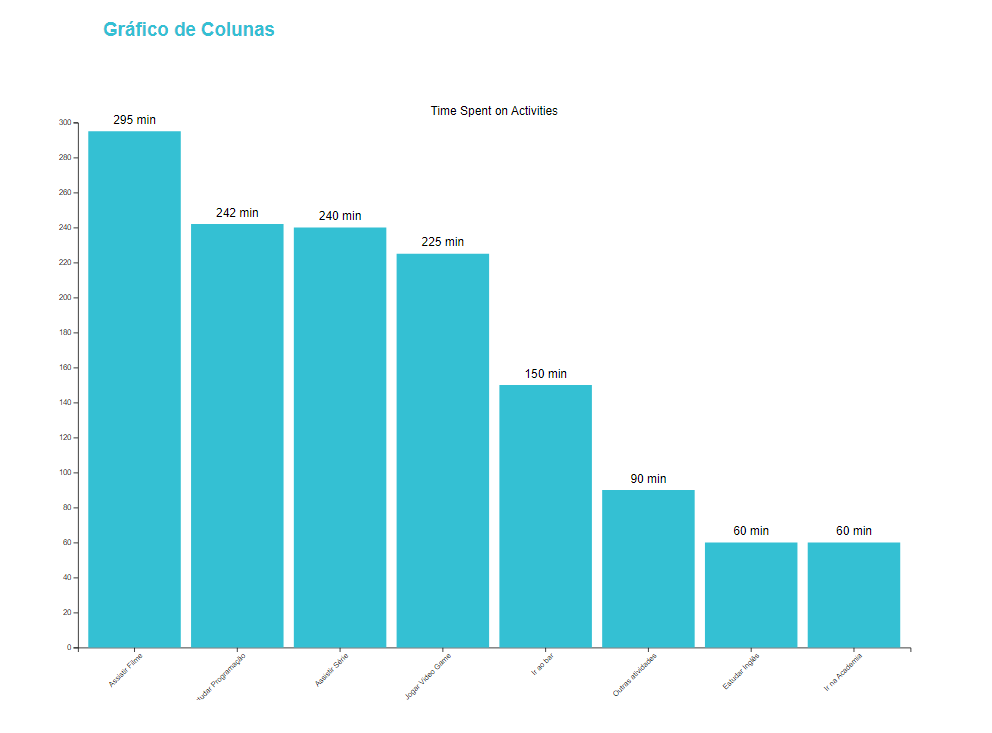 Gráfico de Colunas
Time Spent on Activities
300
280
260
240
220
200
180
160
140
120
100
80
60
40
20
0
295 min
242 min
240 min
225 min
150 min
90 min
60 min
60 min
Assistir Filme
tudar Programação
Assistir Série
Jogar Video Game
Ir ao bar
Outras atividades
Estudar Inglês
Ir na Academia